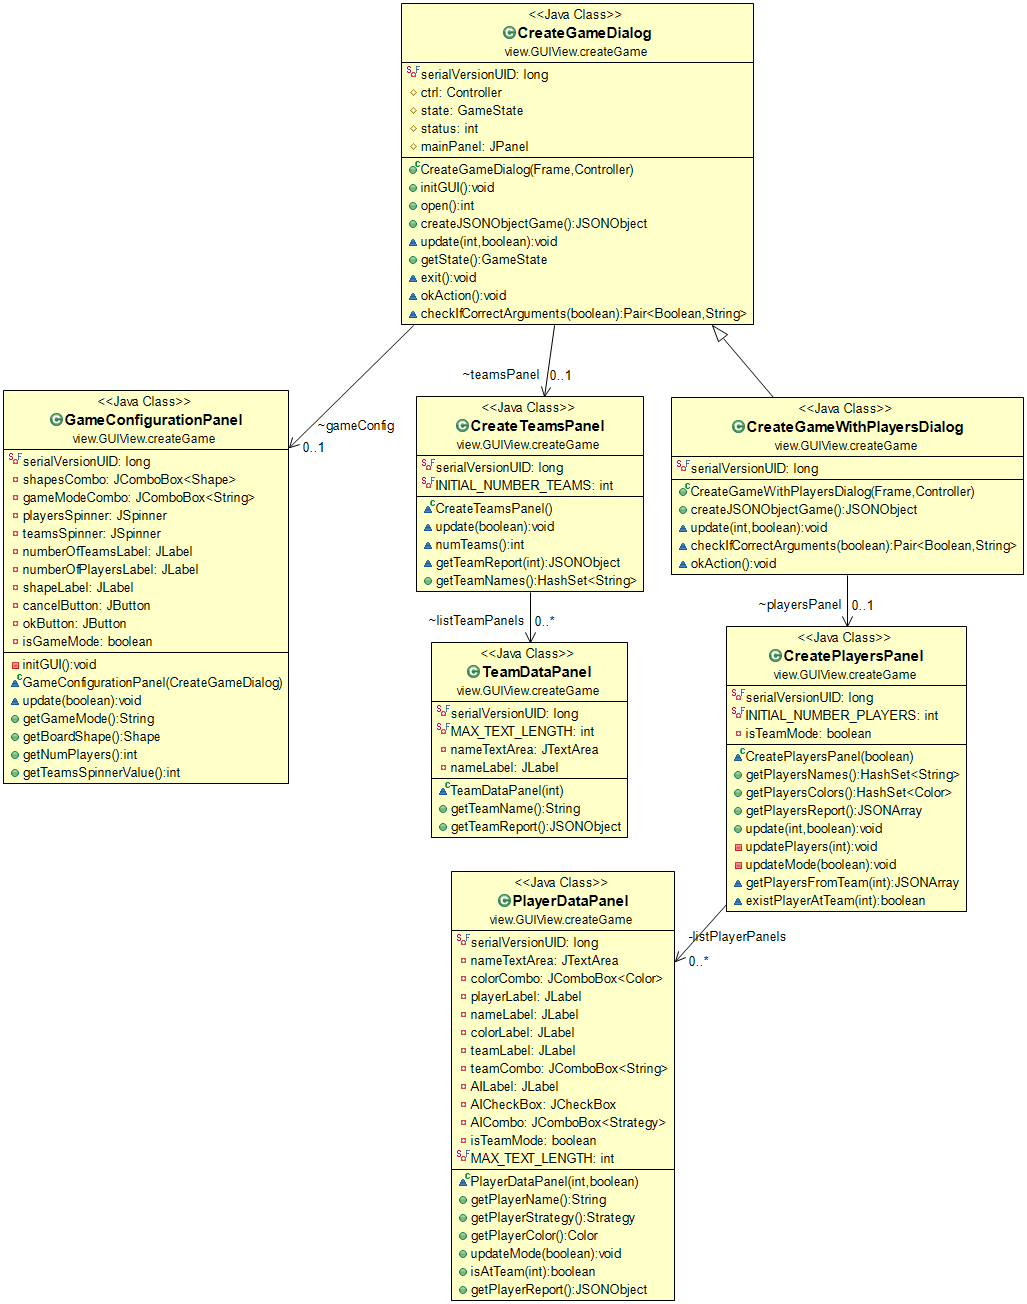 <<Java Class>>
CreateGameDialog
view.GUIView.createGame
serialVersionUID: long
ctrl: Controller
state: GameState
status: int
mainPanel: JPanel
CreateGameDialog(Frame,Controller)
initGUI():void
open():int
createJSONObjectGame():JSONObject
update(int,boolean):void
getState():GameState
exit():void
okAction():void
checkIfCorrectArguments(boolean):Pair<Boolean,String>
~gameConfig
0..1
~teamsPanel
0..1
<<Java Class>>
GameConfigurationPanel
view.GUIView.createGame
serialVersionUID: long
shapesCombo: JComboBox<Shape>
gameModeCombo: JComboBox<String>
playersSpinner: JSpinner
teamsSpinner: JSpinner
numberOfTeamsLabel: JLabel
numberOfPlayersLabel: JLabel
shapeLabel: JLabel
cancelButton: JButton
okButton: JButton
isGameMode: boolean
initGUI():void
GameConfigurationPanel(CreateGameDialog)
update(boolean):void
getGameMode():String
getBoardShape():Shape
getNumPlayers():int
getTeamsSpinnerValue():int
<<Java Class>>
CreateTeamsPanel
view.GUIView.createGame
serialVersionUID: long
INITIAL_NUMBER_TEAMS: int
CreateTeamsPanel()
update(boolean):void
numTeams():int
getTeamReport(int):JSONObject
getTeamNames():HashSet<String>
~listTeamPanels
0..*
<<Java Class>>
CreateGameWithPlayersDialog
view.GUIView.createGame
serialVersionUID: long
CreateGameWithPlayersDialog(Frame,Controller)
createJSONObjectGame():JSONObject
update(int,boolean):void
checkIfCorrectArguments(boolean):Pair<Boolean,String>
okAction():void
~playersPanel
0..1
<<Java Class>>
TeamDataPanel
view.GUIView.createGame
serialVersionUID: long
MAX_TEXT_LENGTH: int
nameTextArea: JTextArea
nameLabel: JLabel
TeamDataPanel(int)
getTeamName():String
getTeamReport():JSONObject
<<Java Class>>
CreatePlayersPanel
view.GUIView.createGame
serialVersionUID: long
INITIAL_NUMBER_PLAYERS: int
isTeamMode: boolean
CreatePlayersPanel(boolean)
getPlayersNames():HashSet<String>
getPlayersColors():HashSet<Color>
getPlayersReport():JSONArray
update(int,boolean):void
updatePlayers(int):void
updateMode(boolean):void
getPlayersFromTeam(int):JSONArray
existPlayerAtTeam(int):boolean
-listPlayerPanels
0..*
<<Java Class>>
PlayerDataPanel
view.GUIView.createGame
serialVersionUID: long
nameTextArea: JTextArea
colorCombo: JComboBox<Color>
playerLabel: JLabel
nameLabel: JLabel
colorLabel: JLabel
teamLabel: JLabel
teamCombo: JComboBox<String>
AILabel: JLabel
AICheckBox: JCheckBox
AICombo: JComboBox<Strategy>
isTeamMode: boolean
MAX_TEXT_LENGTH: int
PlayerDataPanel(int,boolean)
getPlayerName():String
getPlayerStrategy():Strategy
getPlayerColor():Color
updateMode(boolean):void
isAtTeam(int):boolean
getPlayerReport():JSONObject